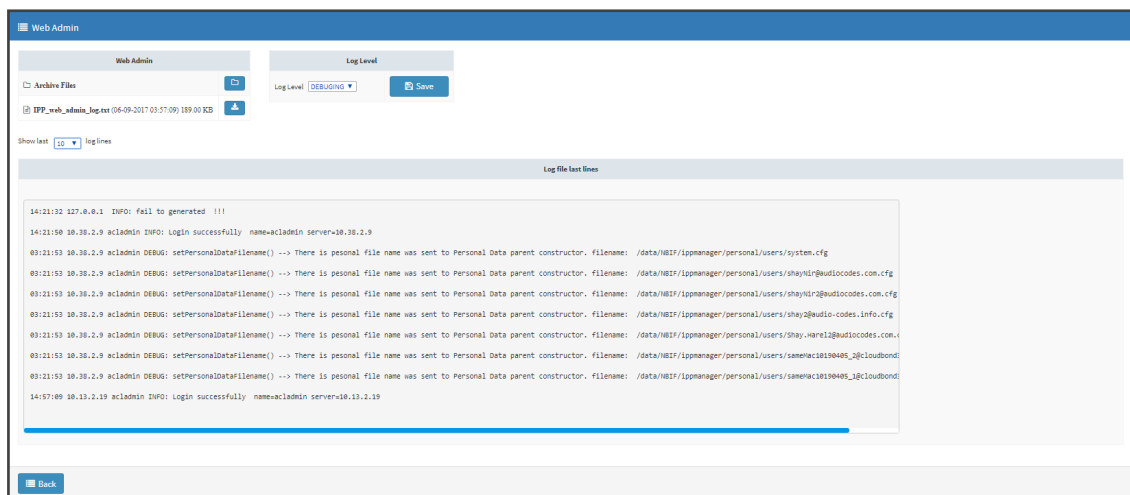 Web Admin
Web Admin
Log Level
Archive Files
Log Level DEBUGING Save
IPP_web_admin_log.txt (06-09-2017 03:57:09) 189.00 KB
Show last 10 log lines
Log file last lines
14:21:32 127.0.0.1 INFO: fail to generated !!!
14:21:50 10.38.2.9 acladmin INFO: Login successfully name=acladmin server=10.38.2.9
03:21:53 10.38.2.9 acladmin DEBUG: setPersonalDataFilename() --> There is pesonal file name was sent to Personal Data parent constructor. filename: /data/NBIF/ippmanager/personal/users/system.cfg
03:21:53 10.38.2.9 acladmin DEBUG: setPersonalDataFilename() --> There is pesonal file name was sent to Personal Data parent constructor. filename: /data/NBIF/ippmanager/personal/users/shayNir@audiocodes.com.cfg
03:21:53 10.38.2.9 acladmin DEBUG: setPersonalDataFilename() --> There is pesonal file name was sent to Personal Data parent constructor. filename: /data/NBIF/ippmanager/personal/users/shayNir2@audiocodes.com.cfg
03:21:53 10.38.2.9 acladmin DEBUG: setPersonalDataFilename() --> There is pesonal file name was sent to Personal Data parent constructor. filename: /data/NBIF/ippmanager/personal/users/shay2@audio-codes.info.cfg
03:21:53 10.38.2.9 acladmin DEBUG: setPersonalDataFilename() --> There is pesonal file name was sent to Personal Data parent constructor. filename: /data/NBIF/ippmanager/personal/users/Shay.Harel2@audiocodes.com.
03:21:53 10.38.2.9 acladmin DEBUG: setPersonalDataFilename() --> There is pesonal file name was sent to Personal Data parent constructor. filename: /data/NBIF/ippmanager/personal/users/sameMac10190405_2@cloudbond
03:21:53 10.38.2.9 acladmin DEBUG: setPersonalDataFilename() --> There is pesonal file name was sent to Personal Data parent constructor. filename: /data/NBIF/ippmanager/personal/users/sameMac10190405_1@cloudbond
14:57:09 10.13.2.19 acladmin INFO: Login successfully name=acladmin server=10.13.2.19
Back